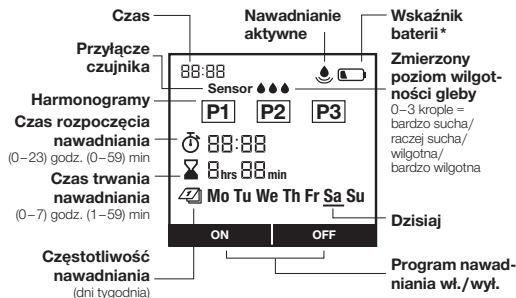 Czas
Nawadnianie
aktywne
Wskaźnik
baterii*
Przyłącze
czujnika
Harmonogramy
Czas rozpoczęcia
nawadniania
(0–23) godz. (0–59) min
Czas trwania
nawadniania
(0–7) godz. (1–59) min
Częstotliwość
nawadniania
(dni tygodnia)
88:88
Sensor
P1 P2 P3
88:88
8hrs 88min
Mo Tu We Th Fr Sa Su
ON OFF
Zmierzony
poziom wilgot-
ności gleby
0–3 krople =
bardzo sucha/
raczej sucha/
wilgotna/
bardzo wilgotna
Dzisiaj
Program nawad-
niania wł./wył.